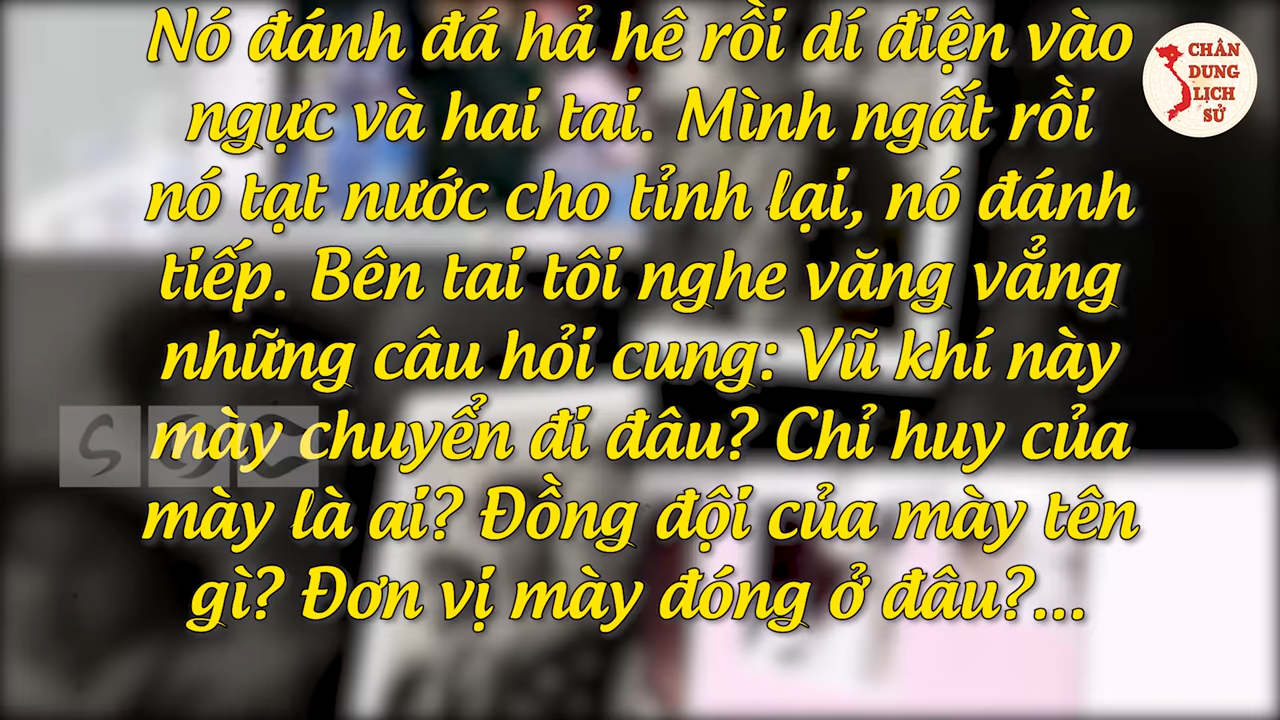 Nó đánh đá hả hê rồi dí điện vào
ngực và hai tai. Mình ngất rồi
nó tạt nước cho tỉnh lại, nó đánh
tiếp. Bên tai tôi nghe văng vẳng
những câu hỏi cung: Vũ khí này
mày chuyển đi đâu? Chỉ huy của
mày là ai? Đồng đội của mày tên
gì? Đơn vị mày đóng ở đâu?...
CHÂN
DUNG
LỊCH
SỬ